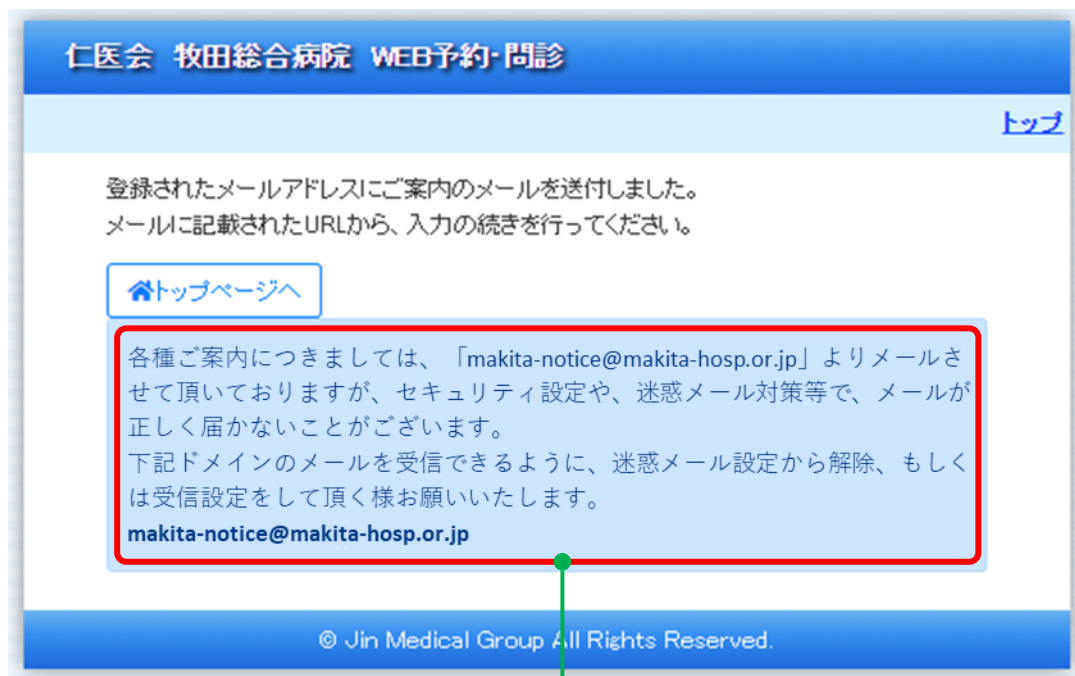 仁医会 牧田総合病院 WEB予約・問診
トップ
登録されたメールアドレスにご案内のメールを送付しました。
メールに記載されたURLから、入力の続きを行ってください。
トップページへ
各種ご案内につきましては、「makita-notice@makita-hosp.or.jp」よりメールさ
せて頂いておりますが、セキュリティ設定や、迷惑メール対策等で、メールが
正しく届かないことがございます。
下記ドメインのメールを受信できるように、迷惑メール設定から解除、もしく
は受信設定をして頂く様お願いいたします。
makita-notice@makita-hosp.or.jp
© Jin Medical Group All Rights Reserved.